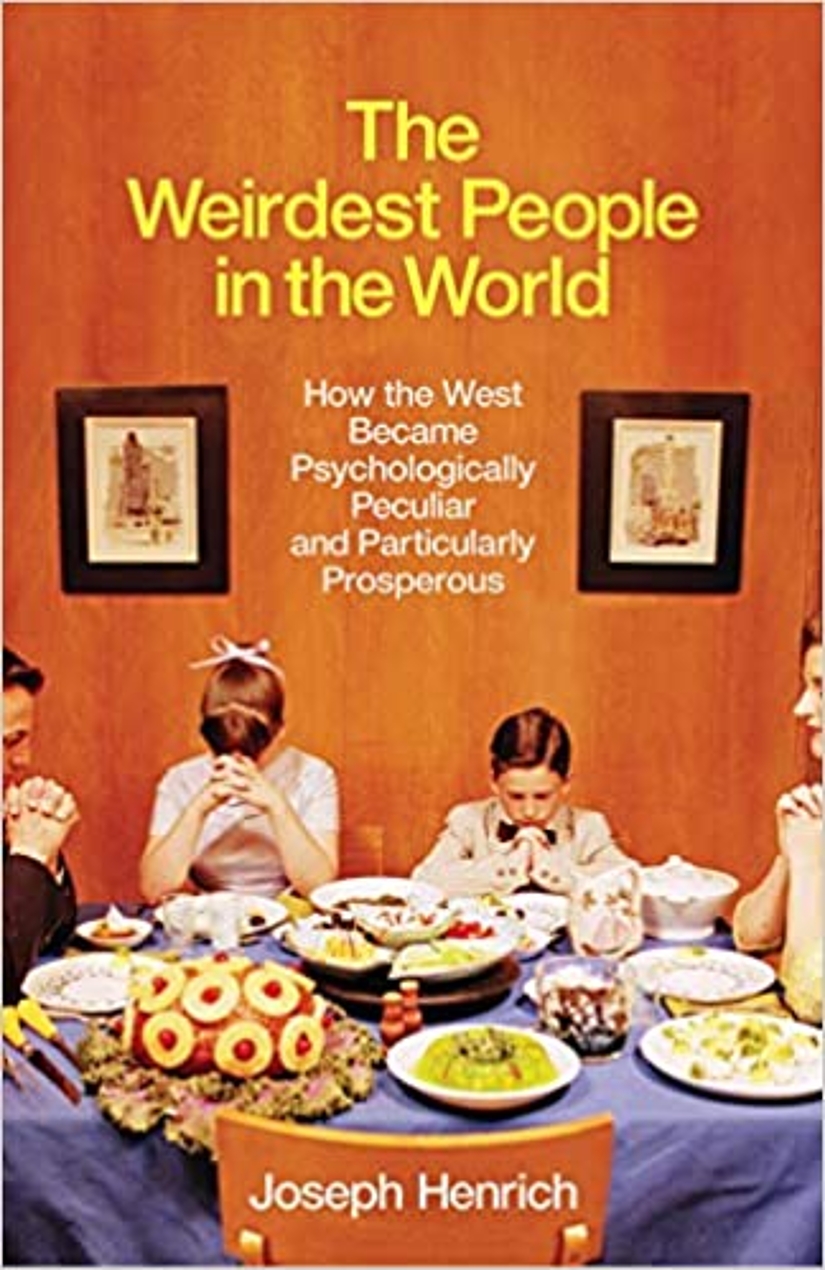 The
Weirdest People
in the World
How the West
Became
Psychologically
Peculiar
and Particularly
Prosperous
Joseph Henrich